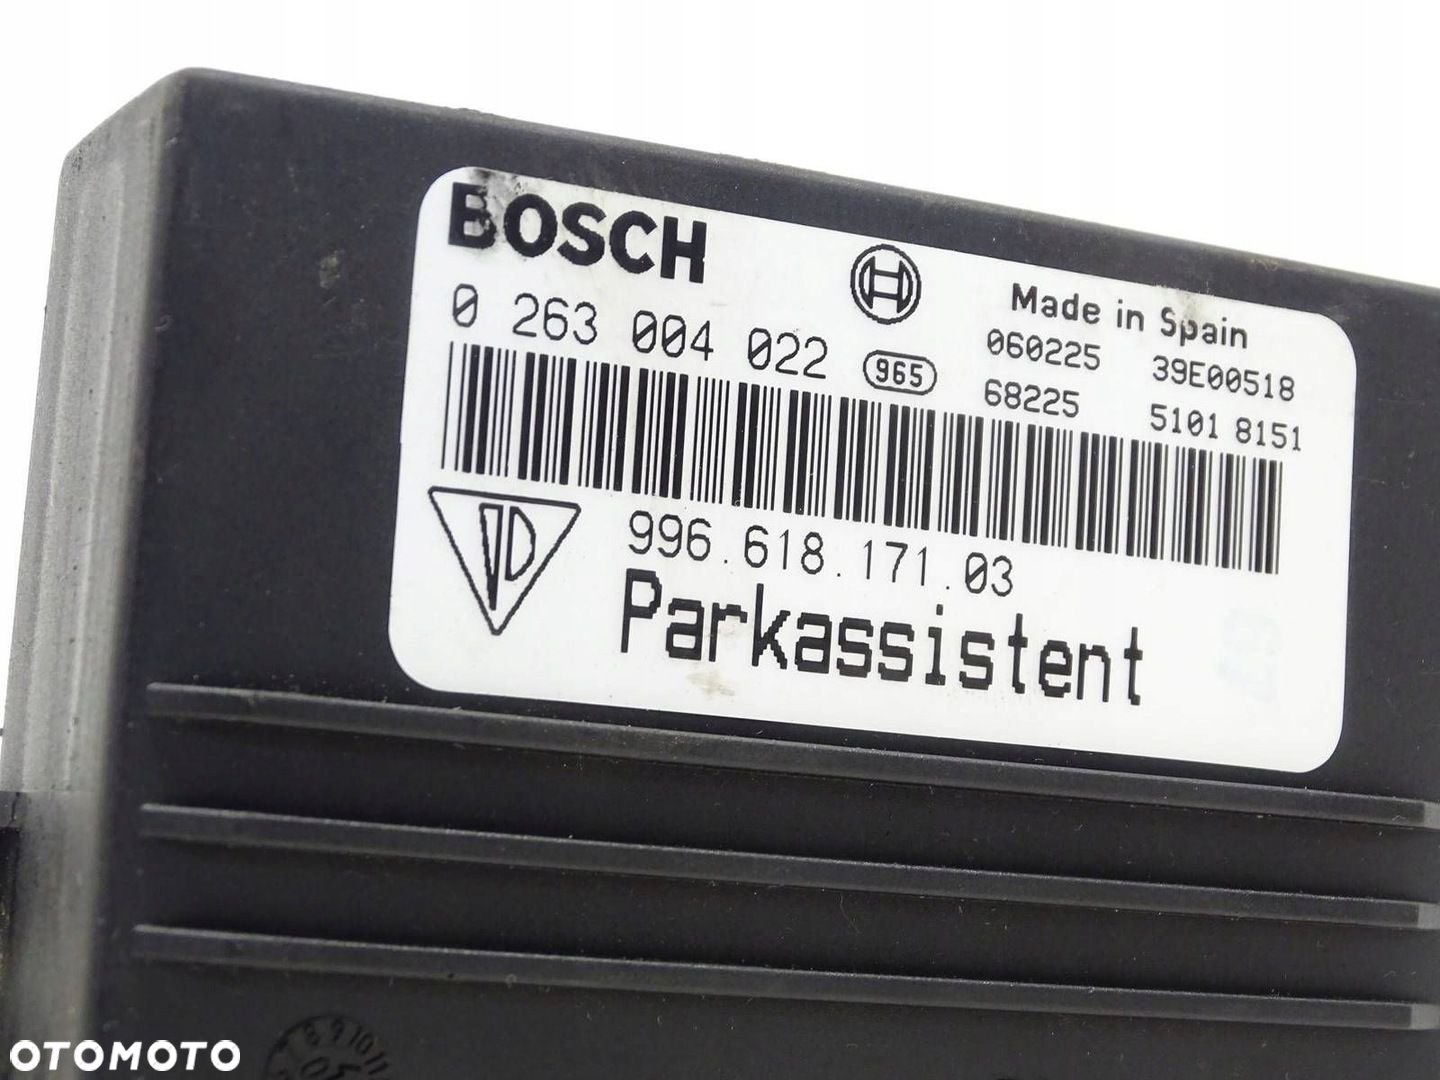 BOSCH
0 263 004 022
965
Made in Spain
060225 39E00518
68225 5101 8151
996.618.171.03
Parkassistent
OTOMOTO